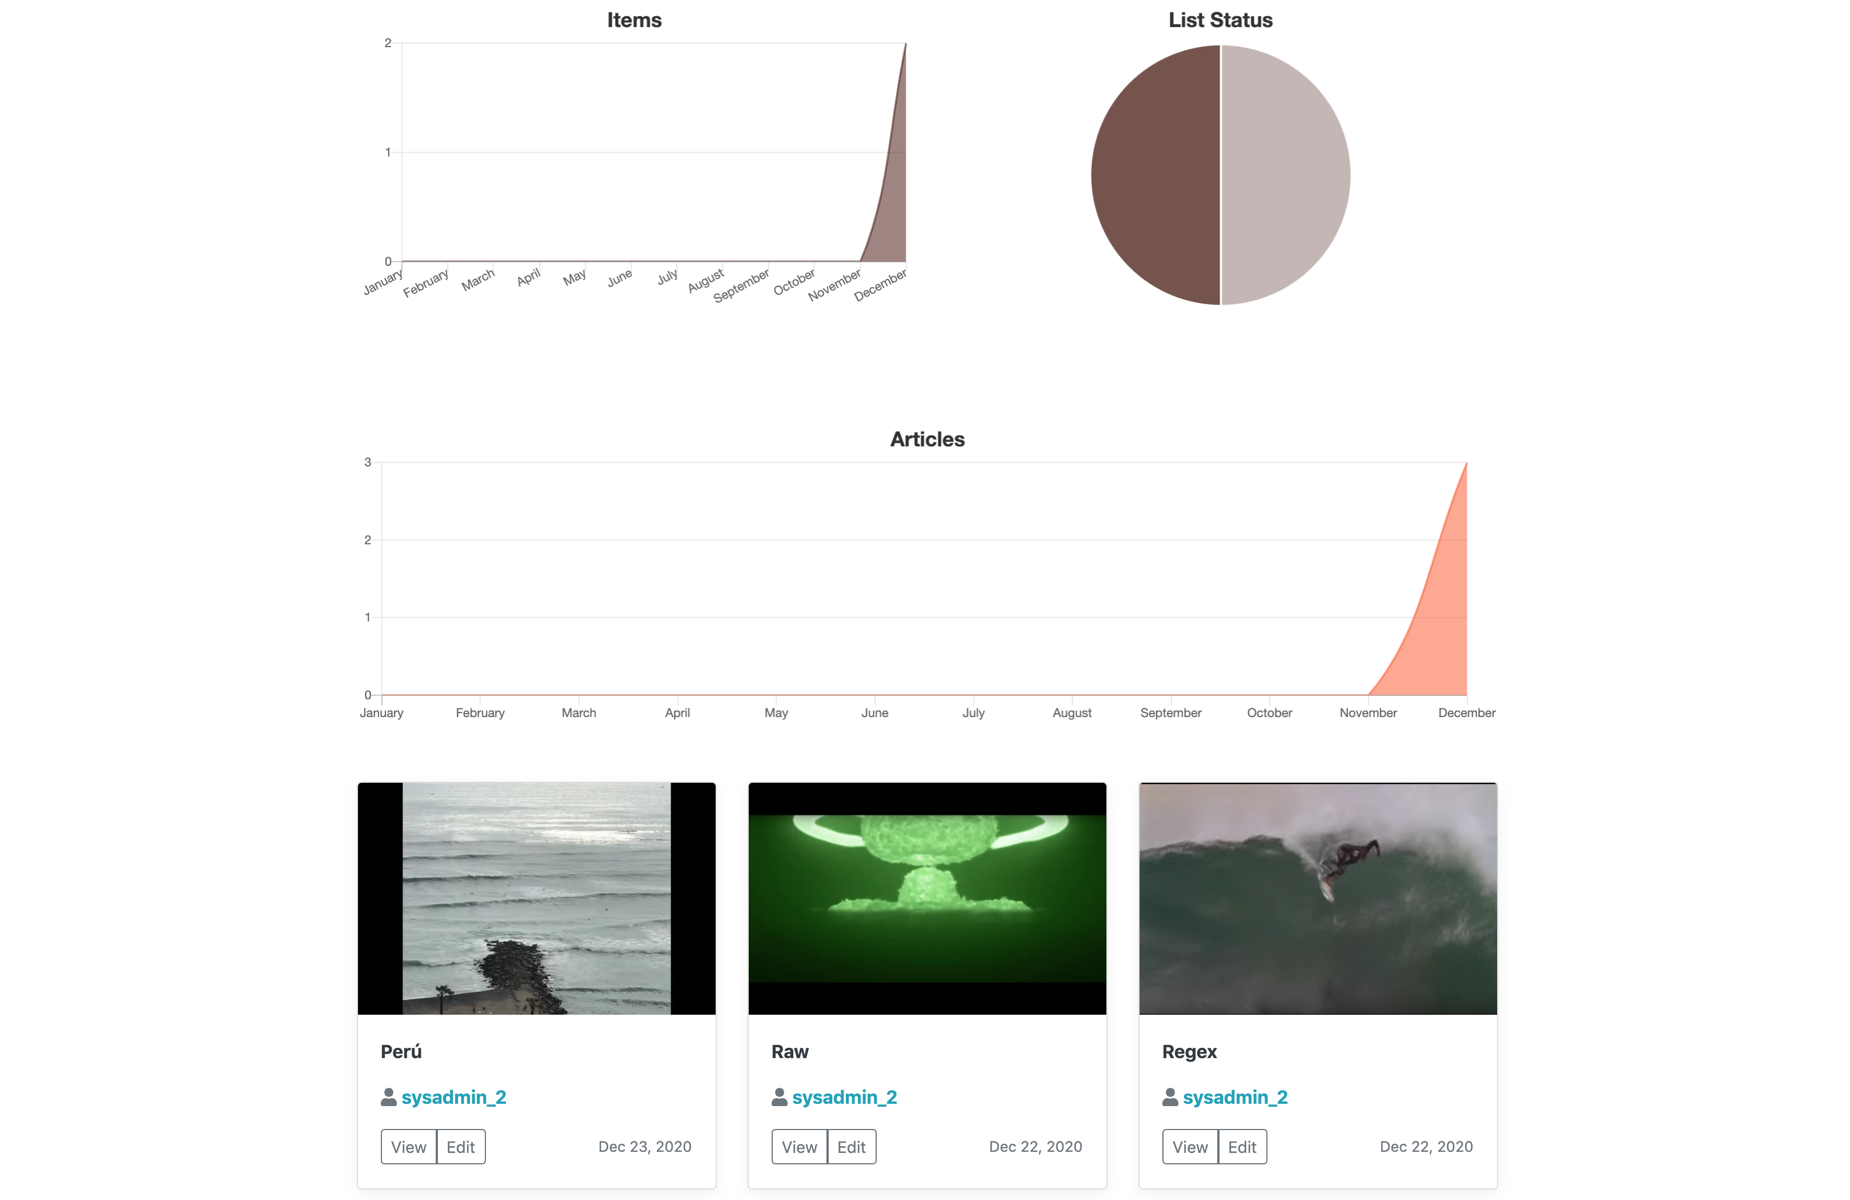 Items
List Status
2
1
0
January February March April May June July August September October November December
Articles
3
2
1
0
January February March April May June July August September October November December
Perú
Raw
Regex
sysadmin_2
sysadmin_2
sysadmin_2
View Edit Dec 23, 2020
View Edit Dec 22, 2020
View Edit Dec 22, 2020